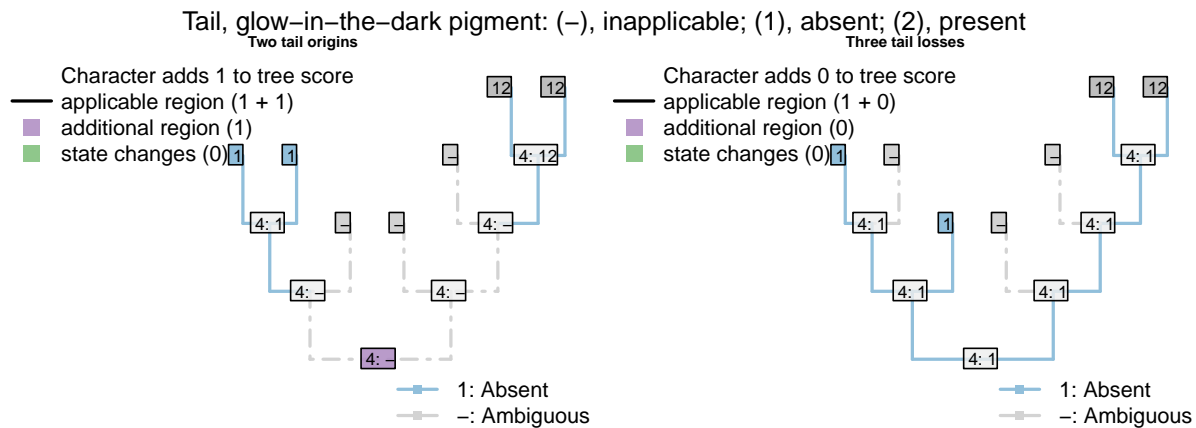 Tail, glow−in−the−dark pigment: (−), inapplicable; (1), absent; (2), present
Two tail origins
Character adds 1 to tree score
applicable region (1 + 1)
additional region (1)
state changes (0)
12 12
1 1 − 4: 12
4: 1 − − 4: −
4: − 4: −
4: −
1: Absent
−: Ambiguous
Three tail losses
Character adds 0 to tree score
applicable region (1 + 0)
additional region (0)
state changes (0)
12 12
1 − − 4: 1
4: 1 1 − 4: 1
4: 1 4: 1
4: 1
1: Absent
−: Ambiguous